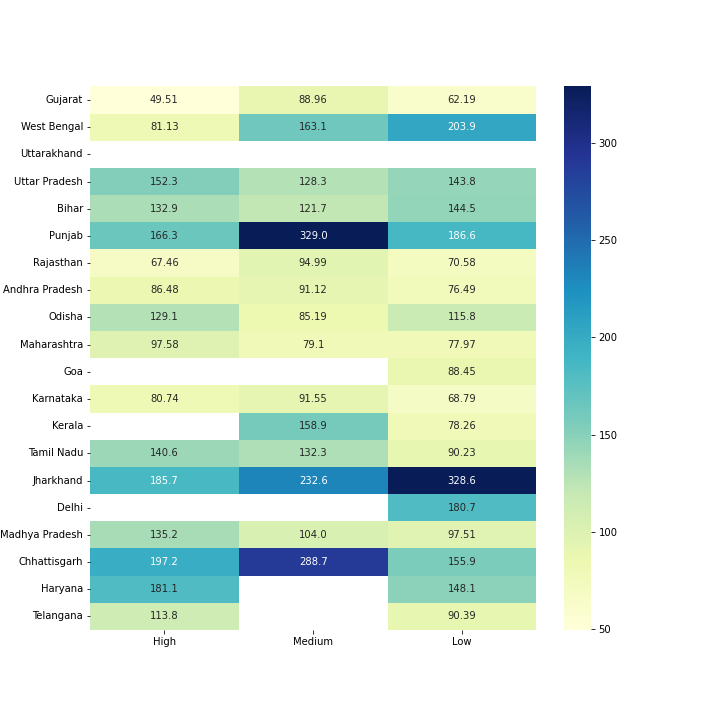 Gujarat 49.51 88.96 62.19
West Bengal 81.13 163.1 203.9
Uttarakhand
Uttar Pradesh 152.3 128.3 143.8
Bihar 132.9 121.7 144.5
Punjab 166.3 329.0 186.6
Rajasthan 67.46 94.99 70.58
Andhra Pradesh 86.48 91.12 76.49
Odisha 129.1 85.19 115.8
Maharashtra 97.58 79.1 77.97
Goa 88.45
Karnataka 80.74 91.55 68.79
Kerala 158.9 78.26
Tamil Nadu 140.6 132.3 90.23
Jharkhand 185.7 232.6 328.6
Delhi 180.7
Madhya Pradesh 135.2 104.0 97.51
Chhattisgarh 197.2 288.7 155.9
Haryana 181.1 148.1
Telangana 113.8 90.39
High Medium Low
300
250
200
150
100
50